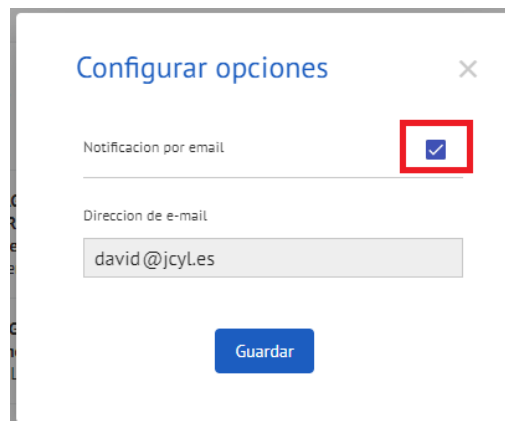 Configurar opciones
Notificacion por email
Direccion de e-mail
david@jcyl.es
Guardar